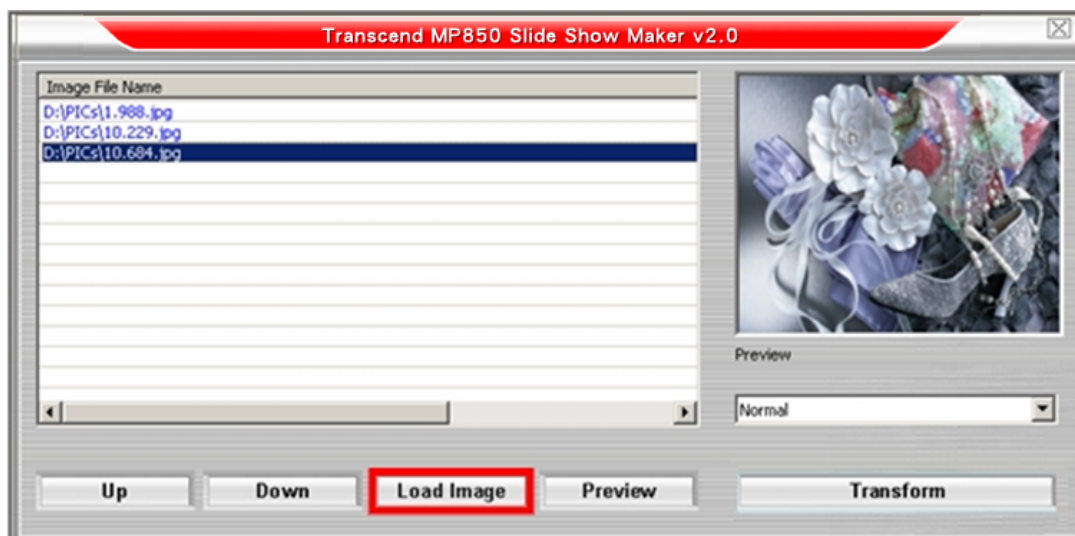 Transcend MP850 Slide Show Maker v2.0
Image File Name
D:\PICs\1.988.jpg
D:\PICs\10.229.jpg
D:\PICs\10.684.jpg
Preview
Normal
Up
Down
Load Image
Preview
Transform